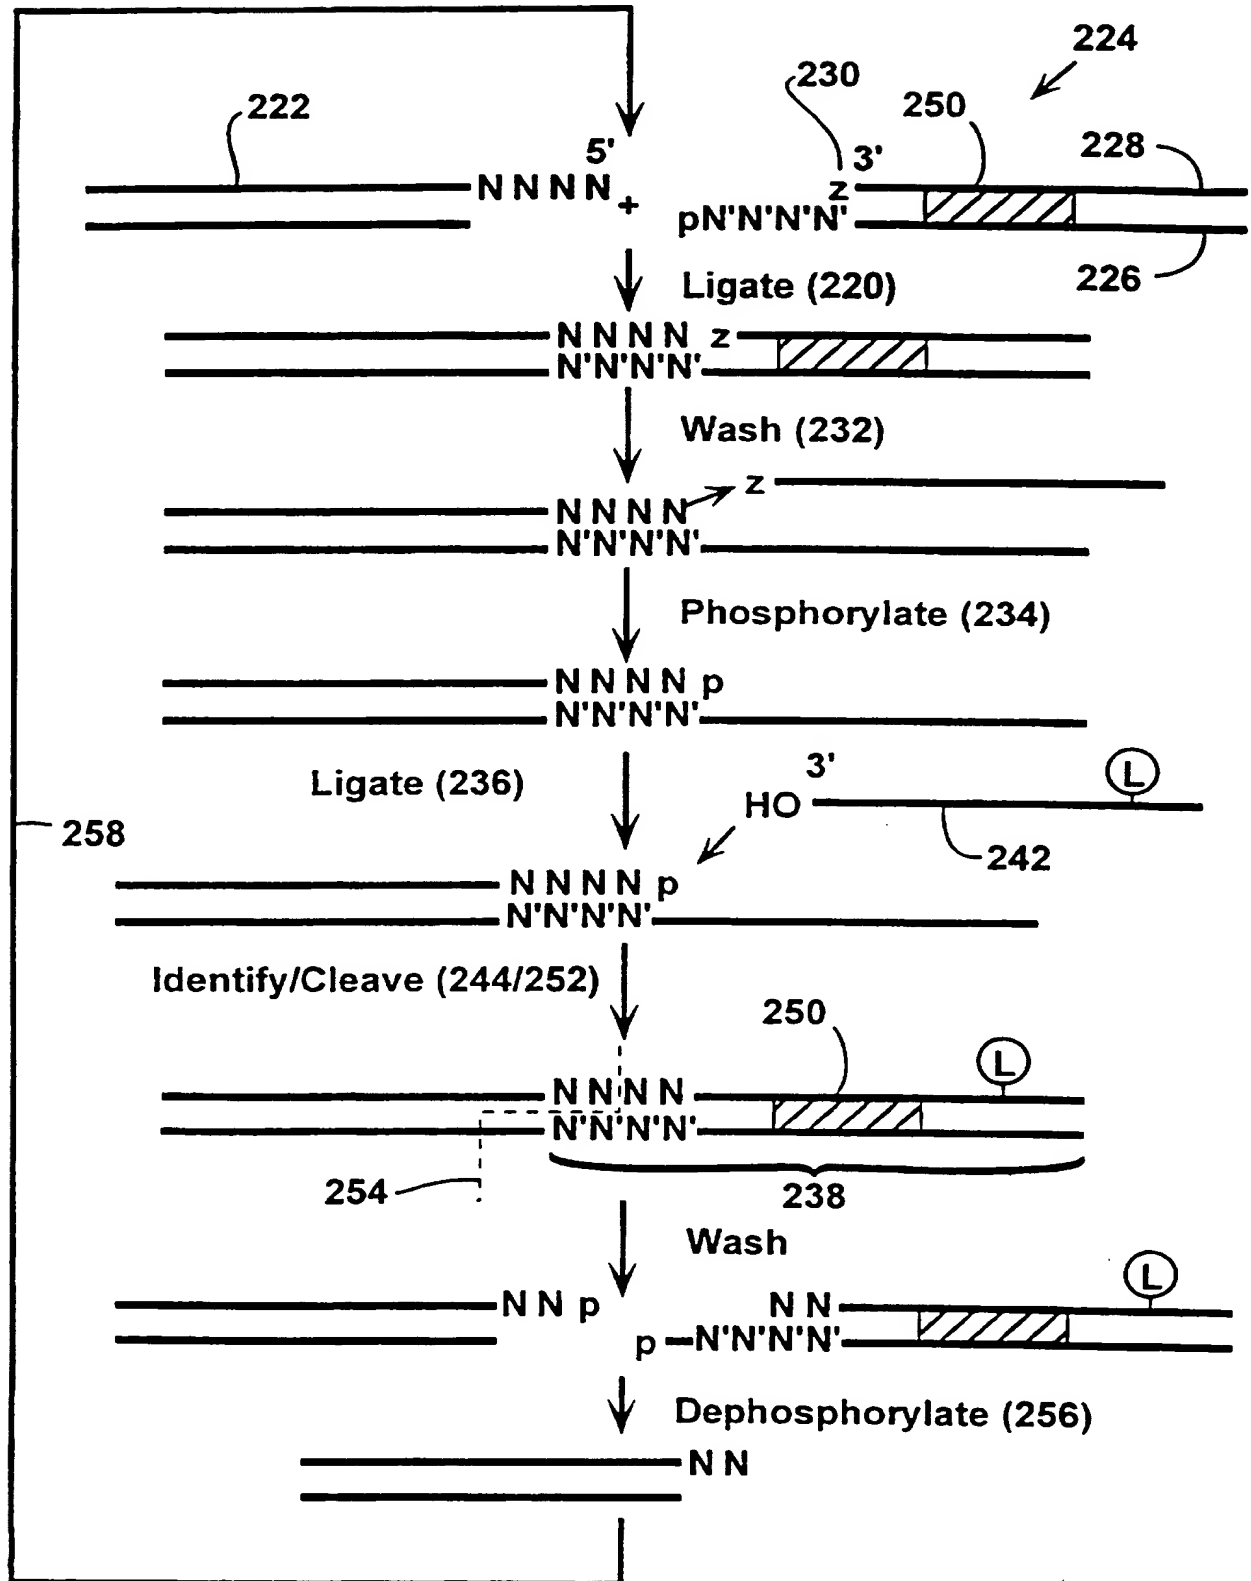 224
230
250
222
228
5'
3'
N N N N
+
z
pN'N'N'N'
226
Ligate (220)
N N N N z
N'N'N'N'
Wash (232)
z
N N N N
N'N'N'N'
Phosphorylate (234)
N N N N p
N'N'N'N'
3'
L
Ligate (236)
HO
258
242
N N N N p
N'N'N'N'
Identify/Cleave (244/252)
250
L
N N N N
N'N'N'N'
254
238
Wash
L
N N p
N N
p
N'N'N'N'
Dephosphorylate (256)
N N